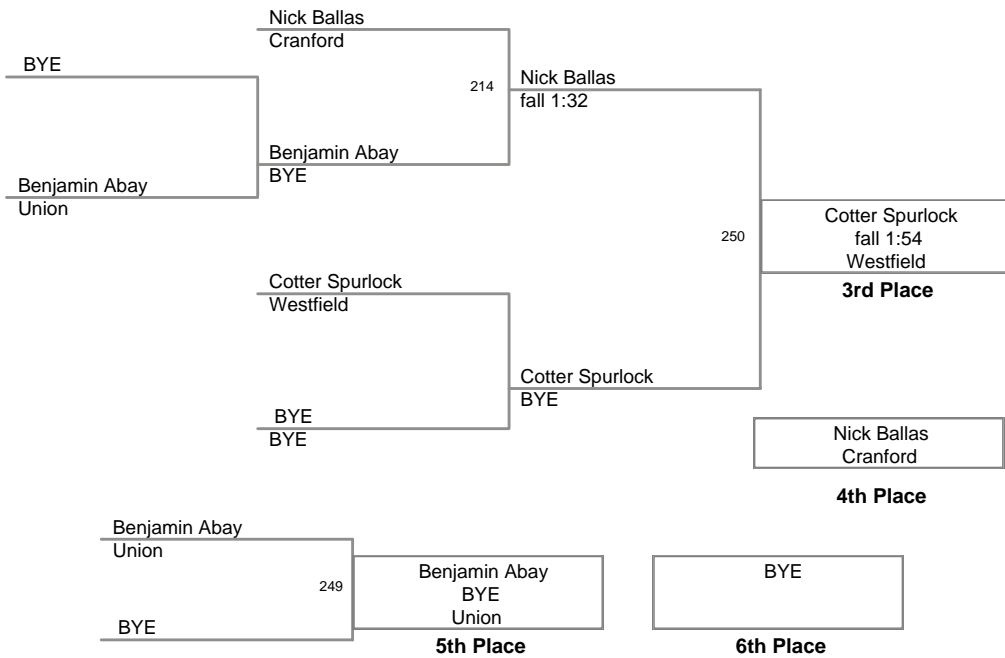 Nick Ballas
Cranford
BYE
214
Nick Ballas
fall 1:32
Benjamin Abay
BYE
Benjamin Abay
Union
250
Cotter Spurlock
fall 1:54
Westfield
3rd Place
Cotter Spurlock
Westfield
Cotter Spurlock
BYE
BYE
BYE
Nick Ballas
Cranford
4th Place
Benjamin Abay
Union
249
Benjamin Abay
BYE
Union
5th Place
BYE
6th Place
BYE